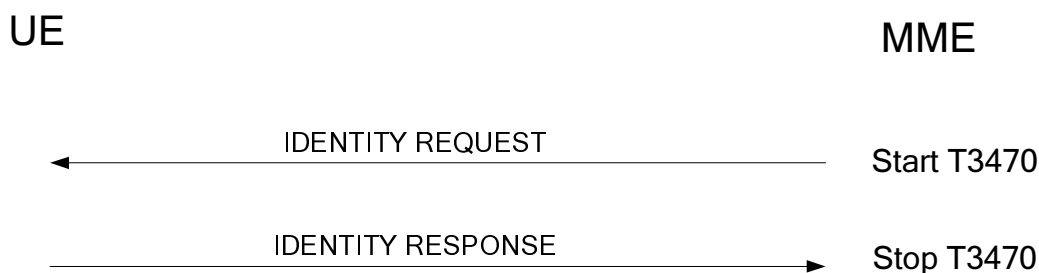 UE
MME
IDENTITY REQUEST
Start T3470
IDENTITY RESPONSE
Stop T3470